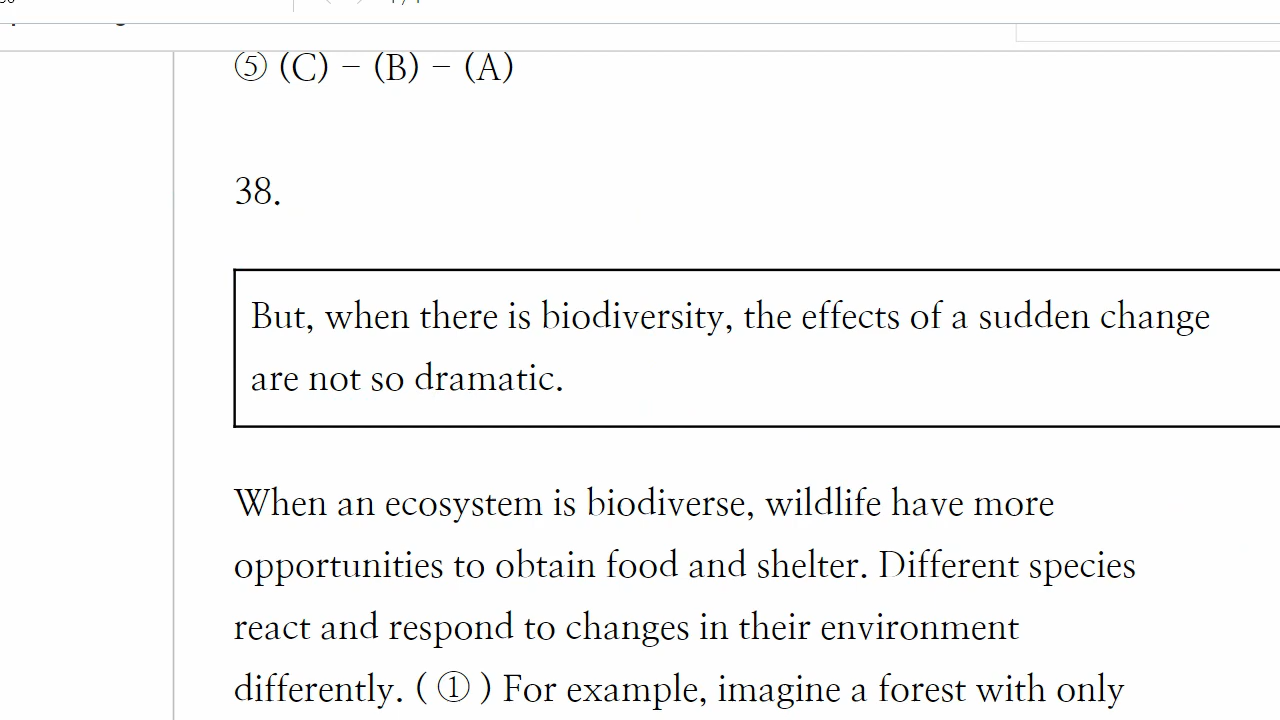 ⑤ (C) – (B) – (A)
38.
But, when there is biodiversity, the effects of a sudden change
are not so dramatic.
When an ecosystem is biodiverse, wildlife have more
opportunities to obtain food and shelter. Different species
react and respond to changes in their environment
differently. ( ① ) For example, imagine a forest with only